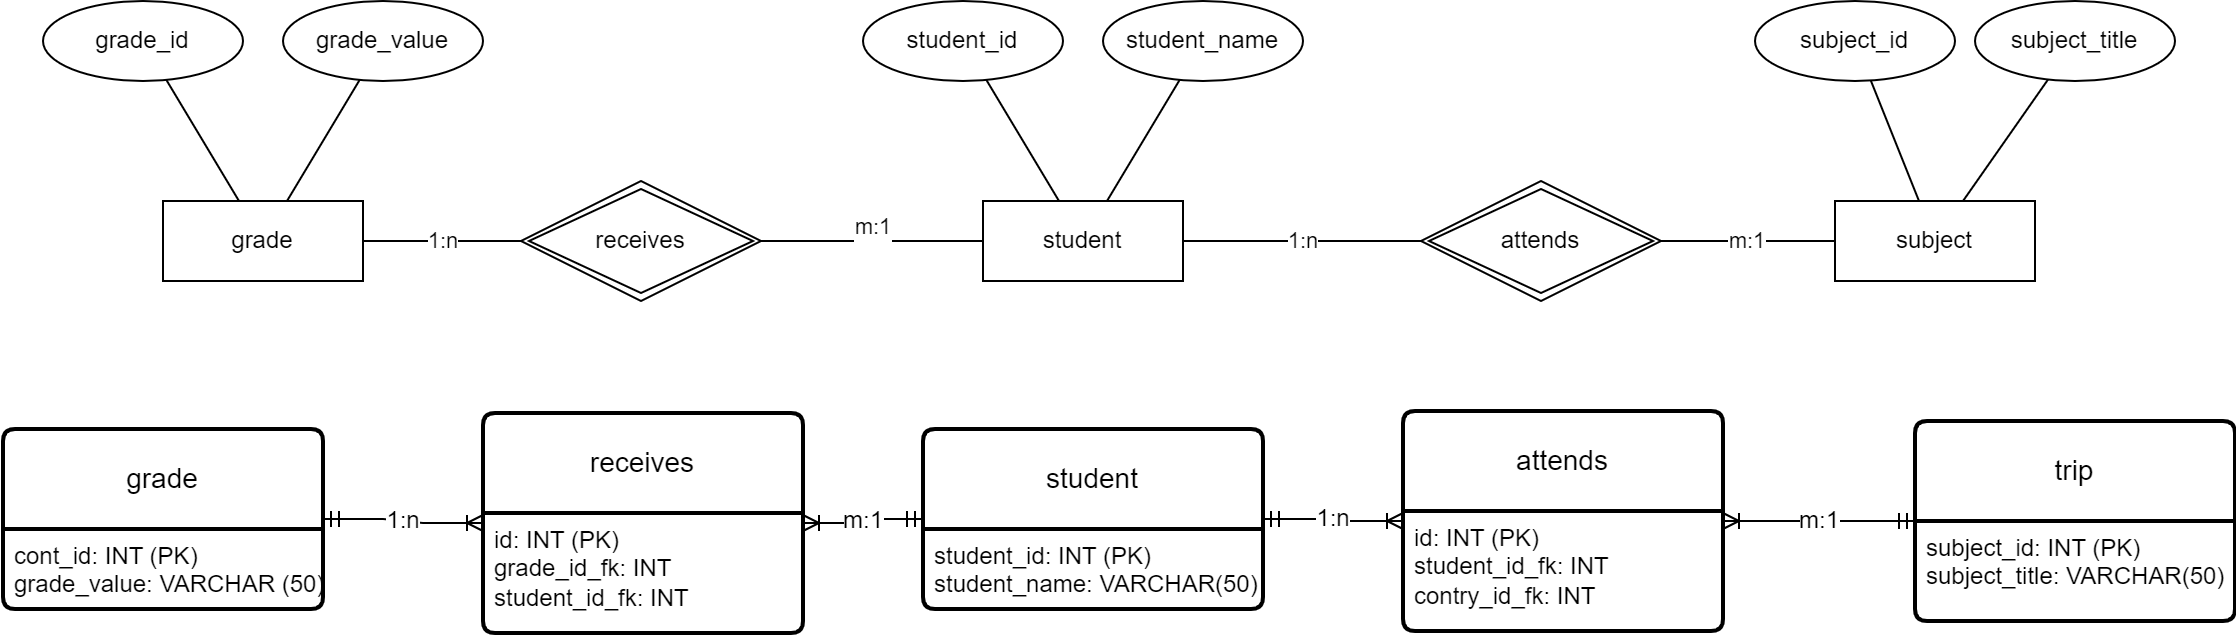 grade_id
grade_value
student_id
student_name
subject_id
subject_title
grade
1:n
receives
m:1
student
1:n
attends
m:1
subject
grade
cont_id: INT (PK)
grade_value: VARCHAR (50)
1:n
receives
id: INT (PK)
grade_id_fk: INT
student_id_fk: INT
m:1
student
student_id: INT (PK)
student_name: VARCHAR(50)
1:n
attends
id: INT (PK)
student_id_fk: INT
contry_id_fk: INT
m:1
trip
subject_id: INT (PK)
subject_title: VARCHAR(50)